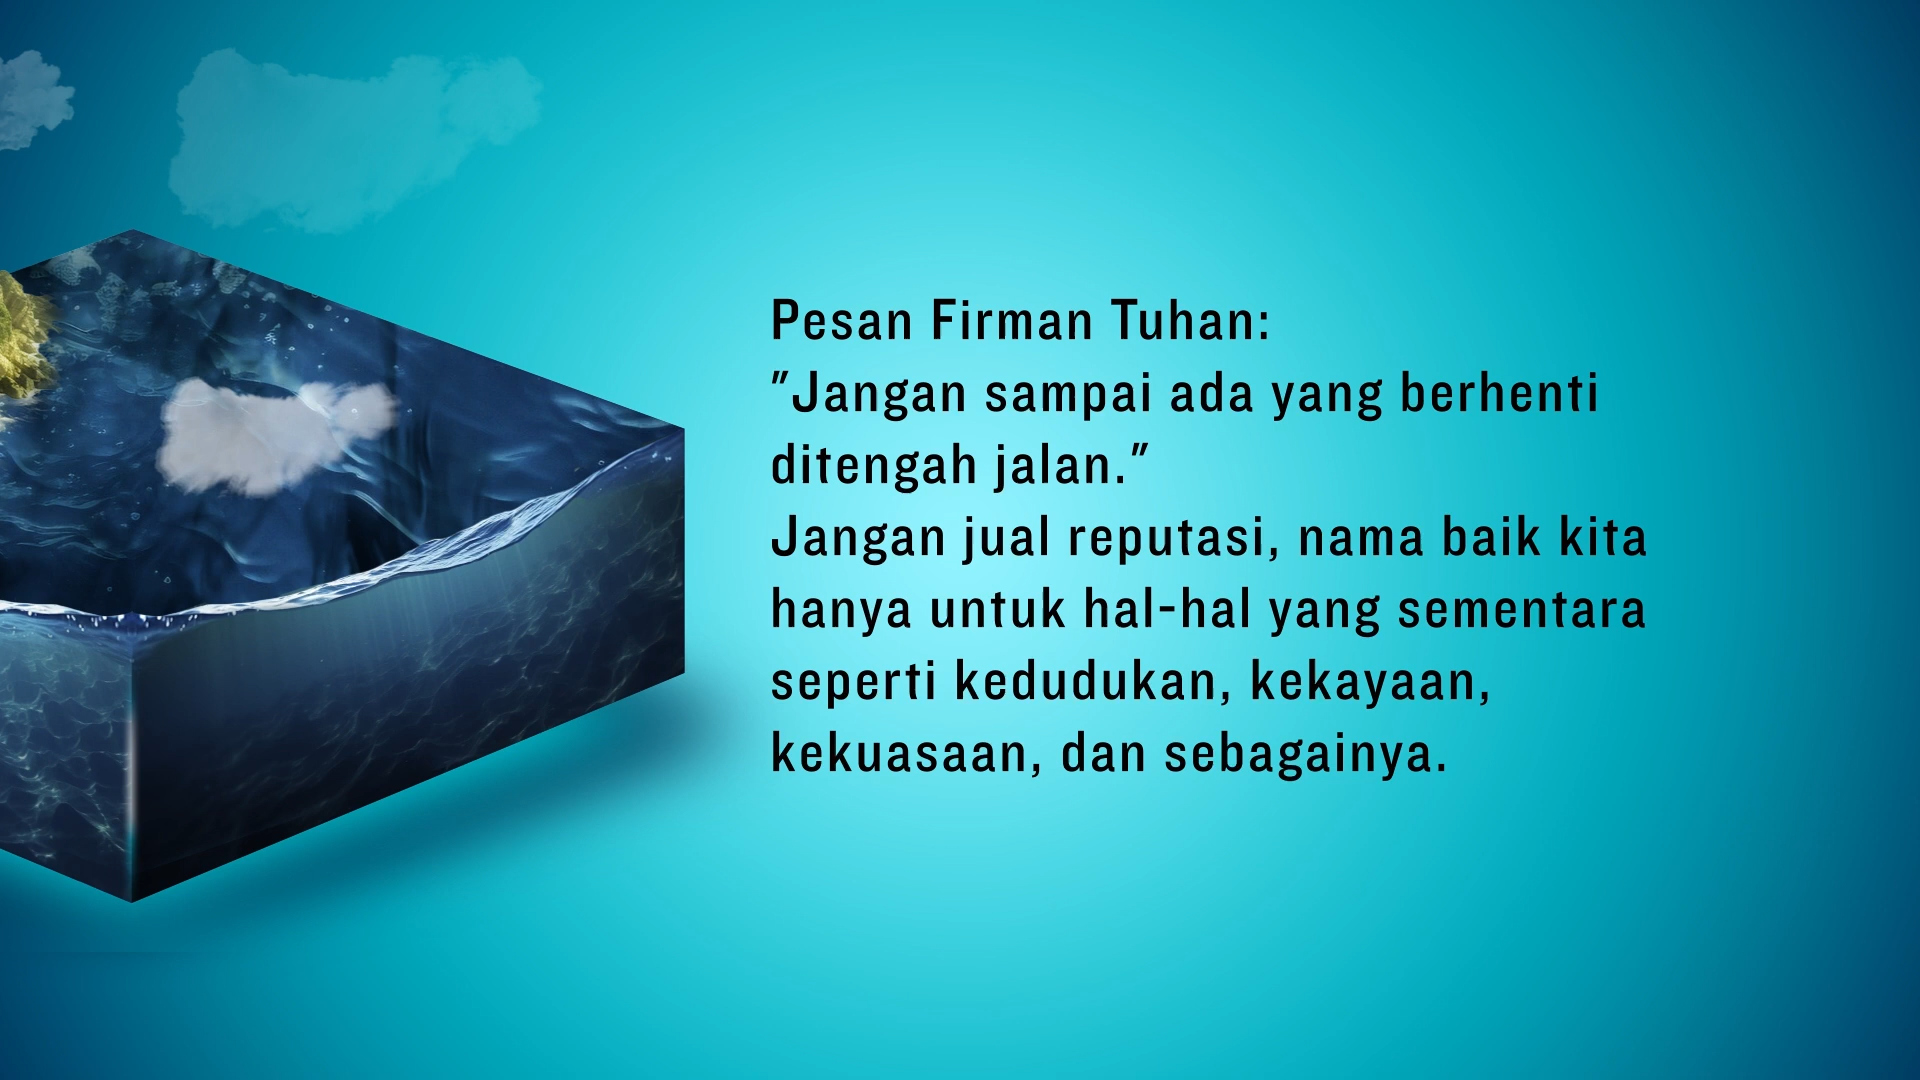 Pesan Firman Tuhan:
"Jangan sampai ada yang berhenti
ditengah jalan."
Jangan jual reputasi, nama baik kita
hanya untuk hal-hal yang sementara
seperti kedudukan, kekayaan,
kekuasaan, dan sebagainya.